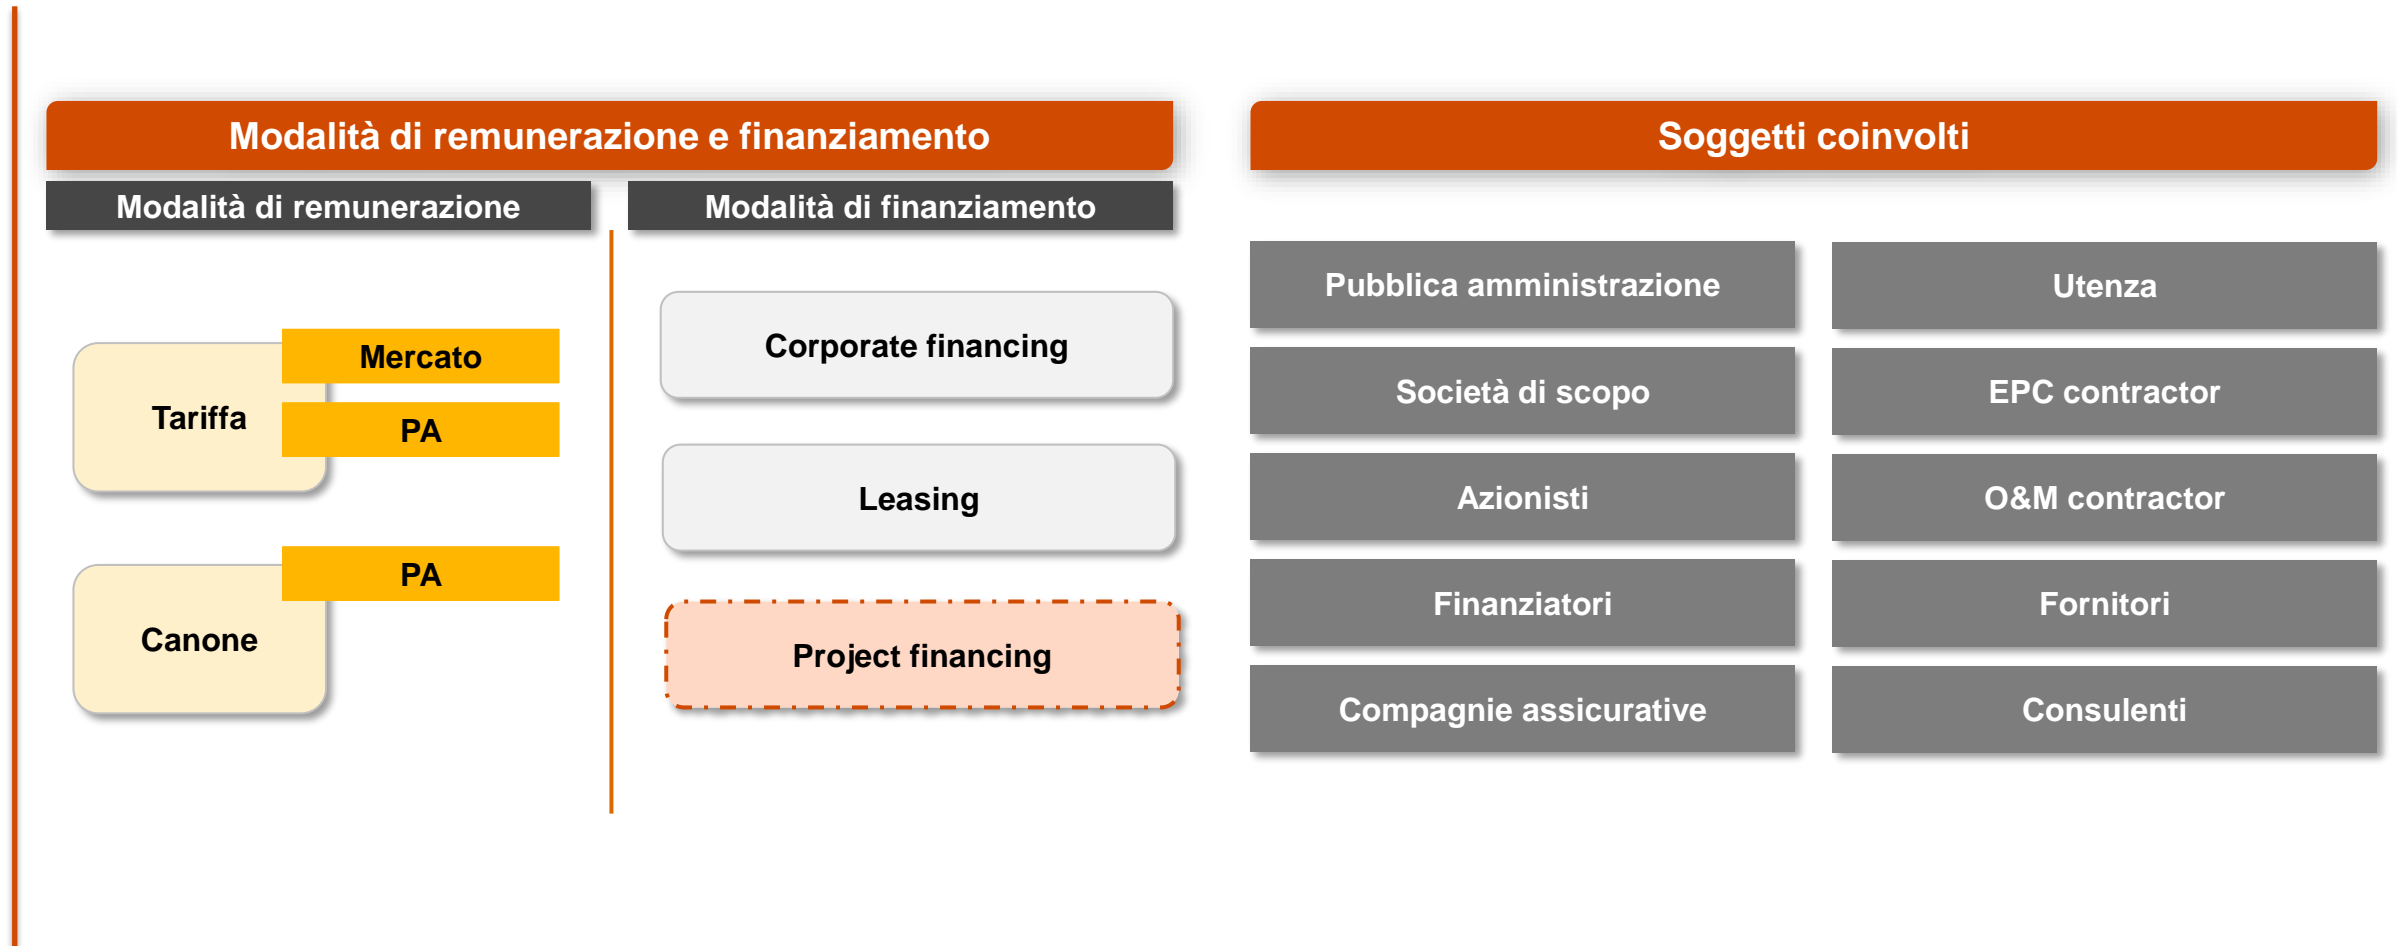 Modalità di remunerazione e finanziamento
Modalità di remunerazione
Modalità di finanziamento
Tariffa
Mercato
PA
Canone
PA
Corporate financing
Leasing
Project financing
Soggetti coinvolti
Pubblica amministrazione
Utenza
Società di scopo
EPC contractor
Azionisti
O&M contractor
Finanziatori
Fornitori
Compagnie assicurative
Consulenti